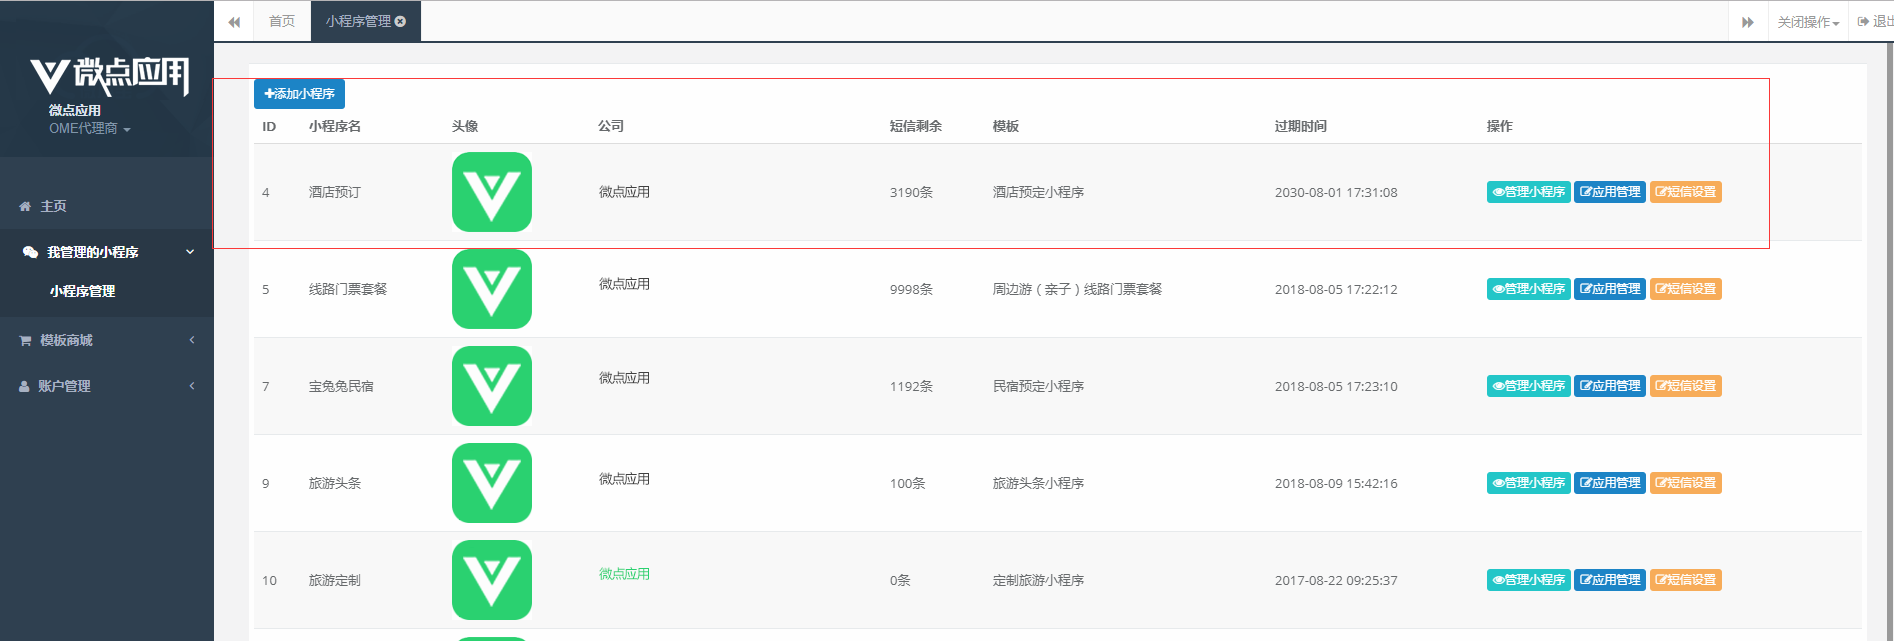 微点应用
微点应用
OME代理商
主页
我管理的小程序
小程序管理
模板商城
账户管理
首页 小程序管理 关闭操作 退出
添加小程序
ID 小程序名 头像 公司 短信剩余 模板 过期时间 操作
4 酒店预订 微点应用 3190条 酒店预定小程序 2030-08-01 17:31:08 管理小程序 应用管理 短信设置
5 线路门票套餐 微点应用 9998条 周边游（亲子）线路门票套餐 2018-08-05 17:22:12 管理小程序 应用管理 短信设置
7 宝兔兔民宿 微点应用 1192条 民宿预定小程序 2018-08-05 17:23:10 管理小程序 应用管理 短信设置
9 旅游头条 微点应用 100条 旅游头条小程序 2018-08-09 15:42:16 管理小程序 应用管理 短信设置
10 旅游定制 微点应用 0条 定制旅游小程序 2017-08-22 09:25:37 管理小程序 应用管理 短信设置